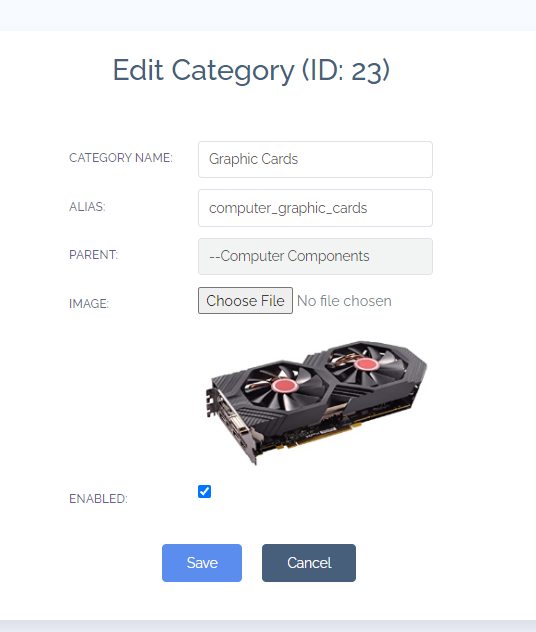 Edit Category (ID: 23)
CATEGORY NAME: Graphic Cards
ALIAS: computer_graphic_cards
PARENT: --Computer Components
IMAGE: Choose File No file chosen
ENABLED:
Save Cancel